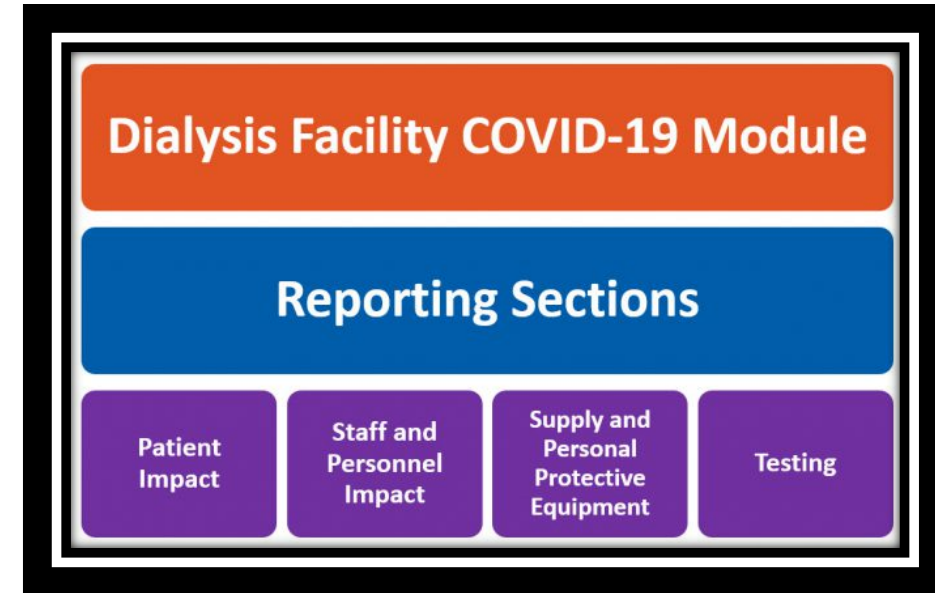 Dialysis Facility COVID-19 Module
Reporting Sections
Patient
Impact
Staff and
Personnel
Impact
Supply and
Personal
Protective
Equipment
Testing